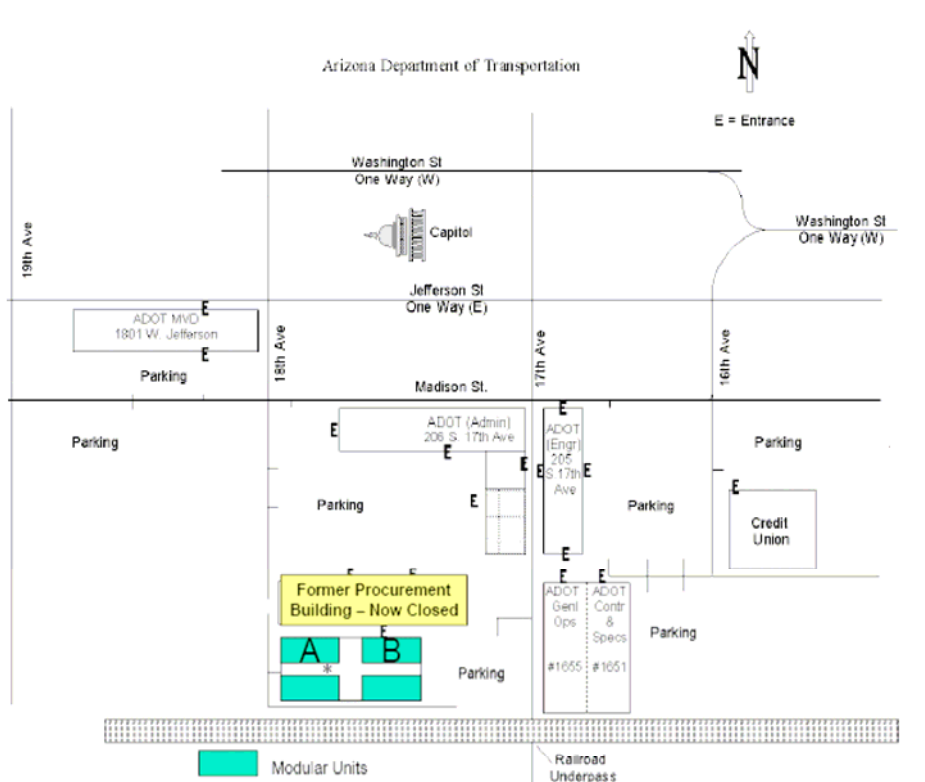 Arizona Department of Transportation
N
E = Entrance
Washington St
One Way (W)
19th Ave
Capitol
Washington St
One Way (W)
Jefferson St
One Way (E)
E
ADOT MVD
1801 W. Jefferson
E
Parking
18th Ave
17th Ave
16th Ave
Madison St.
Parking
E
ADOT (Admin)
206 S. 17th Ave
E
E
E
Parking
E
ADOT
(Engr)
205
S.17th
Ave
E
E
E
Parking
Parking
E
Credit
Union
E
E
Former Procurement
Building – Now Closed
E
A
B
*
Parking
E
E
ADOT
Genl
Ops
#1655
ADOT
Contr
&
Specs
#1651
Parking
Modular Units
Railroad
Underpass